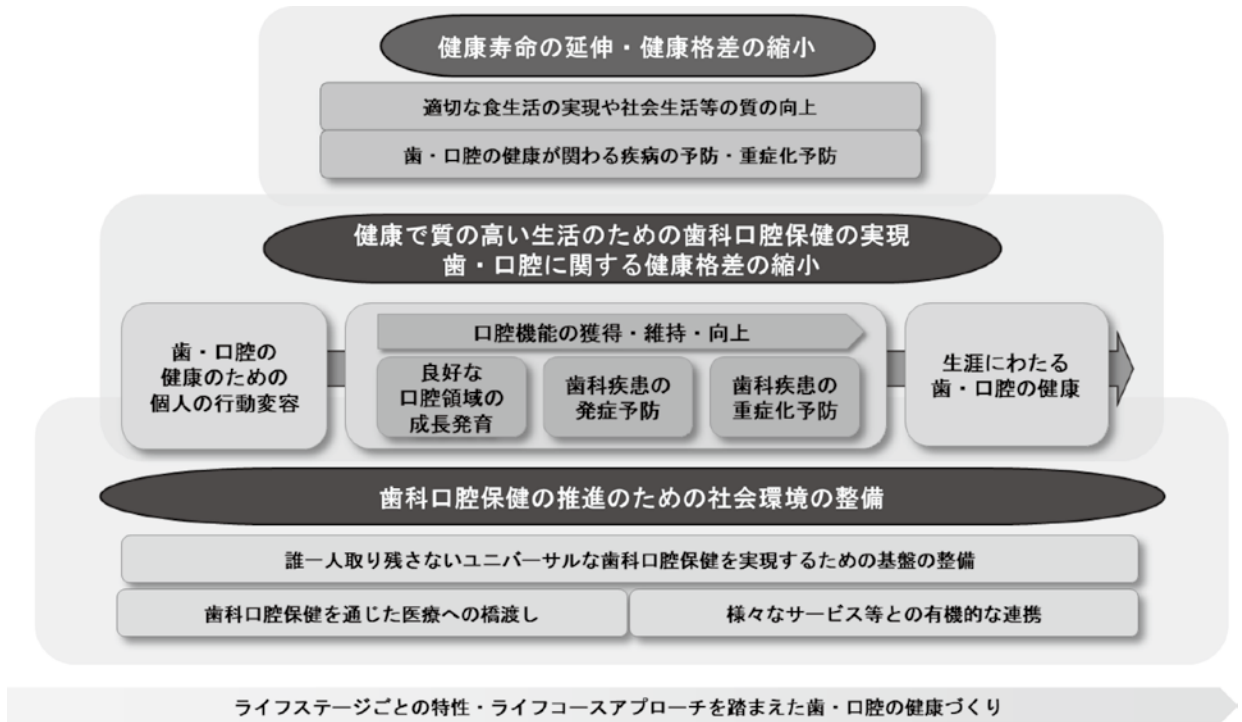 健康寿命の延伸・健康格差の縮小
適切な食生活の実現や社会生活等の質の向上
歯・口腔の健康が関わる疾病の予防・重症化予防
健康で質の高い生活のための歯科口腔保健の実現
歯・口腔に関する健康格差の縮小
歯・口腔の
健康のための
個人の行動変容
口腔機能の獲得・維持・向上
良好な
口腔領域の
成長発育
歯科疾患の
発症予防
歯科疾患の
重症化予防
生涯にわたる
歯・口腔の健康
歯科口腔保健の推進のための社会環境の整備
誰一人取り残さないユニバーサルな歯科口腔保健を実現するための基盤の整備
歯科口腔保健を通じた医療への橋渡し
様々なサービス等との有機的な連携
ライフステージごとの特性・ライフコースアプローチを踏まえた歯・口腔の健康づくり